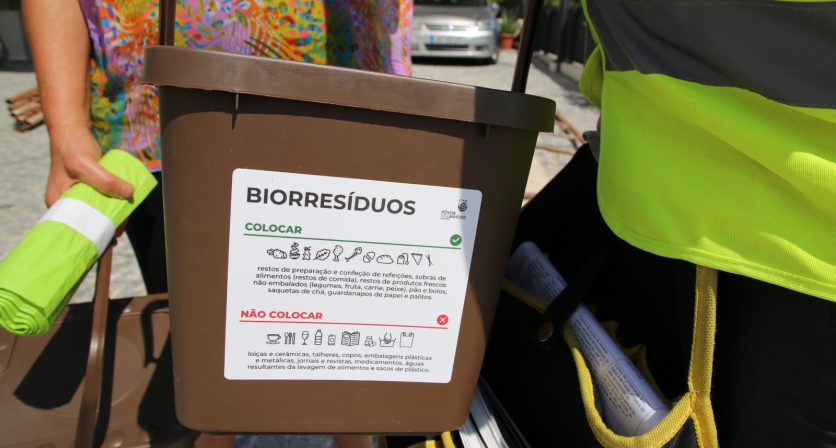 BIORRESÍDUOS
PÓVOA
COLOCAR
restos de preparação e confeção de refeições, sobras de
alimentos (restos de comida), restos de produtos frescos
não embalados (legumes, fruta, carne, peixe), pão e bolos,
saquetas de chá, guardanapos de papel e palitos.
NÃO COLOCAR
loiças e cerâmicas, talheres, copos, embalagens plásticas
e metálicas, jornais e revistas, medicamentos, águas
resultantes da lavagem de alimentos e sacos de plástico.